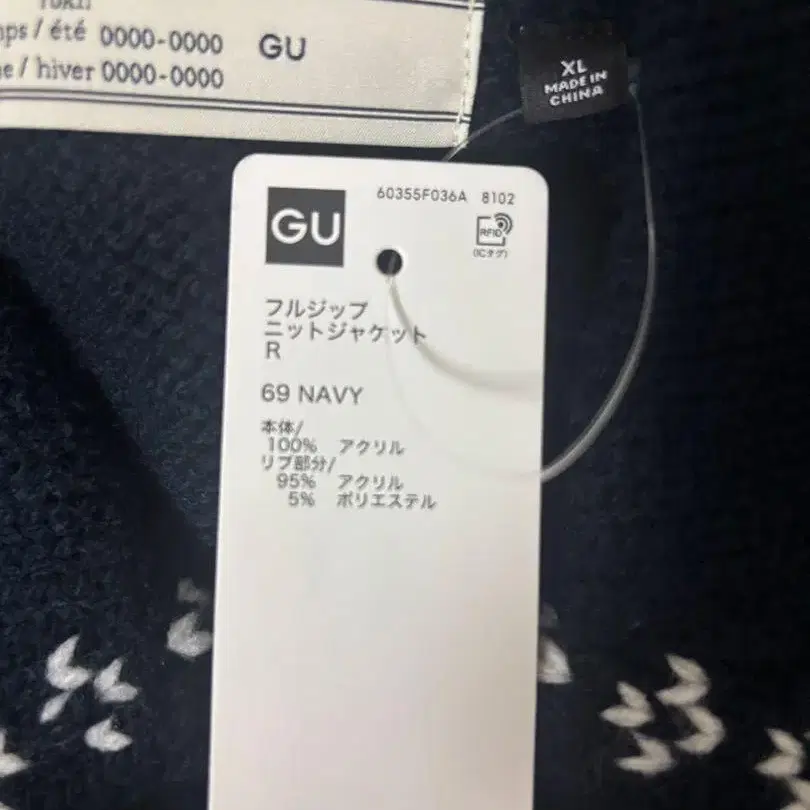 été 0000-0000
GU
/ hiver 0000-0000
XL
MADE IN
CHINA
60355F036A 8102
GU
RFID
(ICタグ)
フルジップ
ニットジャケット
R
69 NAVY
本体/
100% アクリル
リブ部分/
95% アクリル
5% ポリエステル